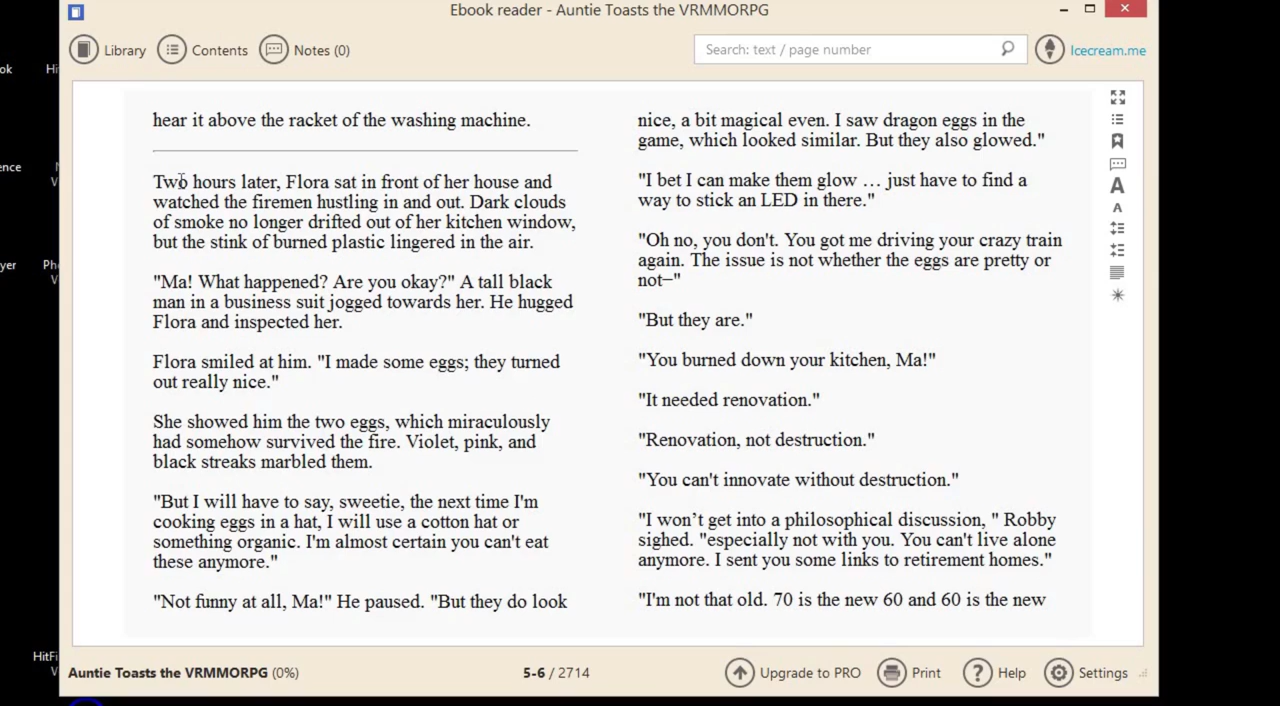 Ebook reader - Auntie Toasts the VRMMORPG
Library
Contents
Notes (0)
Search: text / page number
Icecream.me
ok
Hi
ence
V
yer
Ph
V
HitFi
V
hear it above the racket of the washing machine.
Two hours later, Flora sat in front of her house and
watched the firemen hustling in and out. Dark clouds
of smoke no longer drifted out of her kitchen window,
but the stink of burned plastic lingered in the air.
"Ma! What happened? Are you okay?" A tall black
man in a business suit jogged towards her. He hugged
Flora and inspected her.
Flora smiled at him. "I made some eggs; they turned
out really nice."
She showed him the two eggs, which miraculously
had somehow survived the fire. Violet, pink, and
black streaks marbled them.
"But I will have to say, sweetie, the next time I'm
cooking eggs in a hat, I will use a cotton hat or
something organic. I'm almost certain you can't eat
these anymore."
"Not funny at all, Ma!" He paused. "But they do look
nice, a bit magical even. I saw dragon eggs in the
game, which looked similar. But they also glowed."
"I bet I can make them glow … just have to find a
way to stick an LED in there."
"Oh no, you don't. You got me driving your crazy train
again. The issue is not whether the eggs are pretty or
not–"
"But they are."
"You burned down your kitchen, Ma!"
"It needed renovation."
"Renovation, not destruction."
"You can't innovate without destruction."
"I won’t get into a philosophical discussion, " Robby
sighed. "especially not with you. You can't live alone
anymore. I sent you some links to retirement homes."
"I'm not that old. 70 is the new 60 and 60 is the new
A
A
Auntie Toasts the VRMMORPG (0%)
5-6 / 2714
Upgrade to PRO
Print
Help
Settings